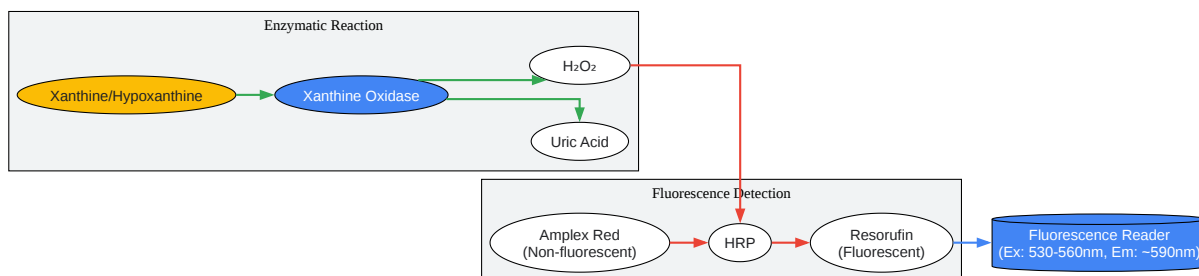 Enzymatic Reaction
Xanthine/Hypoxanthine
Xanthine Oxidase
H₂O₂
Uric Acid
Fluorescence Detection
Amplex Red
(Non-fluorescent)
HRP
Resorufin
(Fluorescent)
Fluorescence Reader
(Ex: 530-560nm, Em: ~590nm)